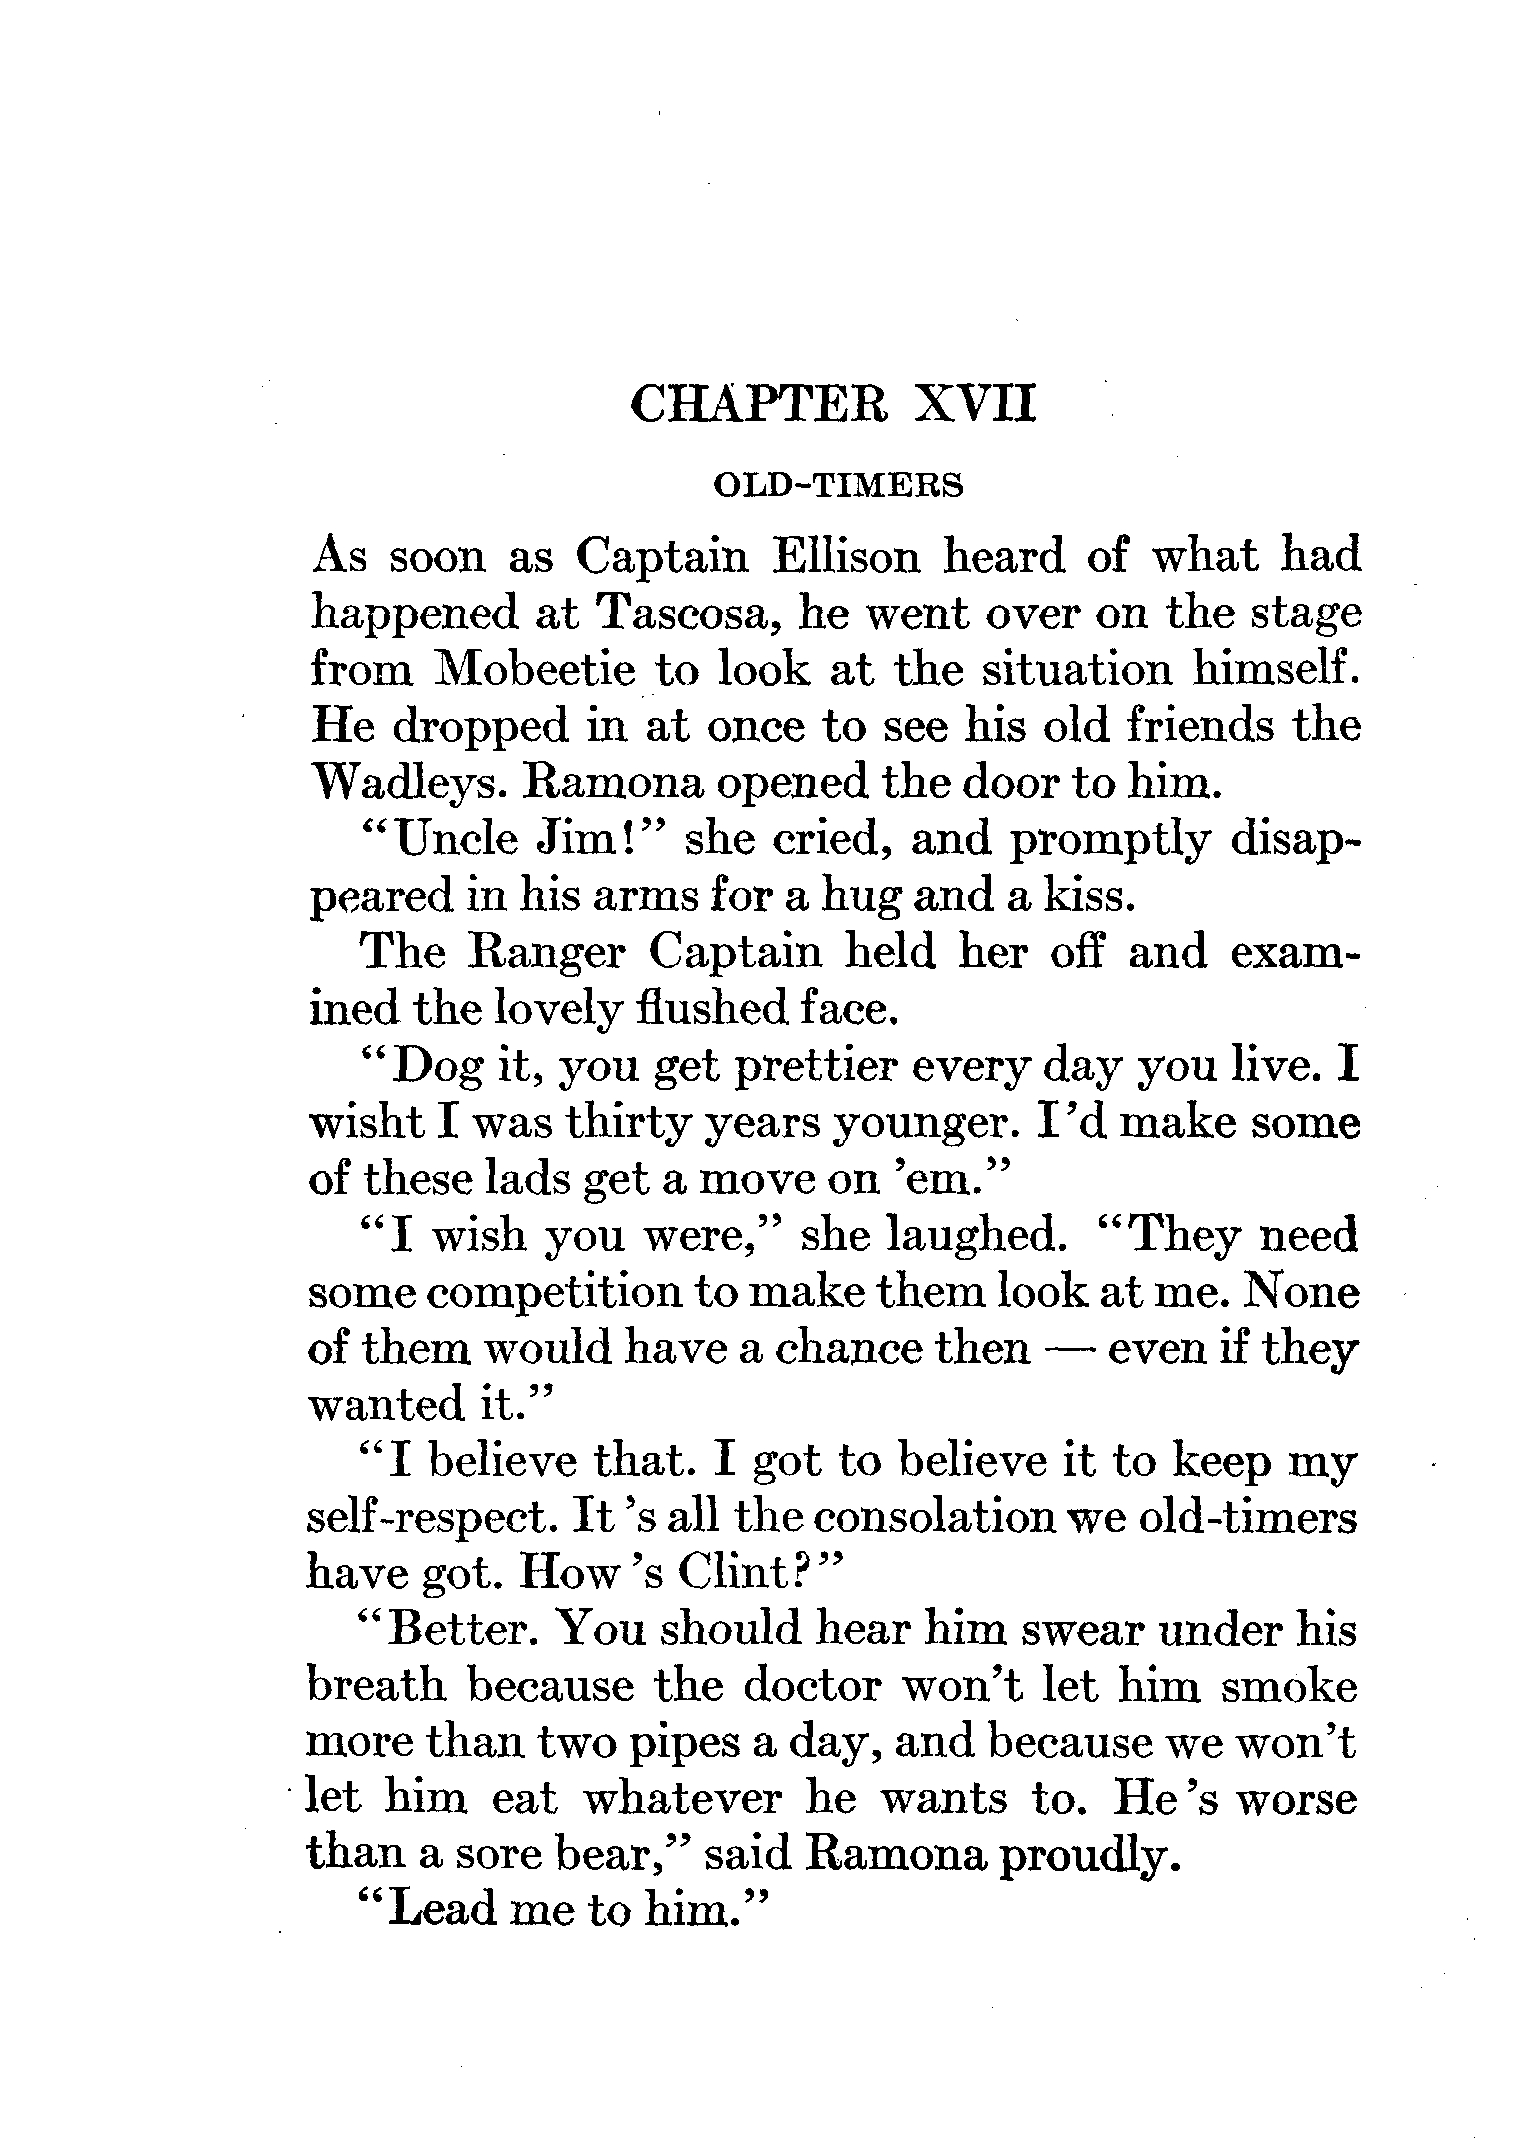 CHAPTER XVII
OLD-TIMERS
As soon as Captain Ellison heard of what had
happened at Tascosa, he went over on the stage
from Mobeetie to look at the situation himself.
He dropped in at once to see his old friends the
Wadleys. Ramona opened the door to him.
“Uncle Jim!” she cried, and promptly disap-
peared in his arms for a hug and a kiss.
The Ranger Captain held her off and exam-
ined the lovely flushed face.
“Dog it, you get prettier every day you live. I
wisht I was thirty years younger. I’d make some
of these lads get a move on ’em.”
“I wish you were,” she laughed. “They need
some competition to make them look at me. None
of them would have a chance then — even if they
wanted it.”
“I believe that. I got to believe it to keep my
self-respect. It ’s all the consolation we old-timers
have got. How ’s Clint?”
“Better. You should hear him swear under his
breath because the doctor won’t let him smoke
more than two pipes a day, and because we won’t
let him eat whatever he wants to. He ’s worse
than a sore bear,” said Ramona proudly.
“Lead me to him.”